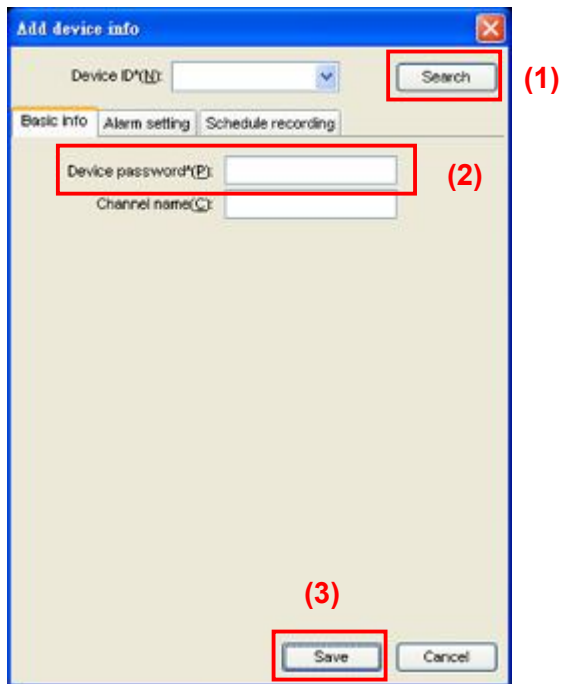 Add device info
Device ID*(N):
Search
(1)
Basic info Alarm setting Schedule recording
Device password*(P):
(2)
Channel name(C):
(3)
Save Cancel